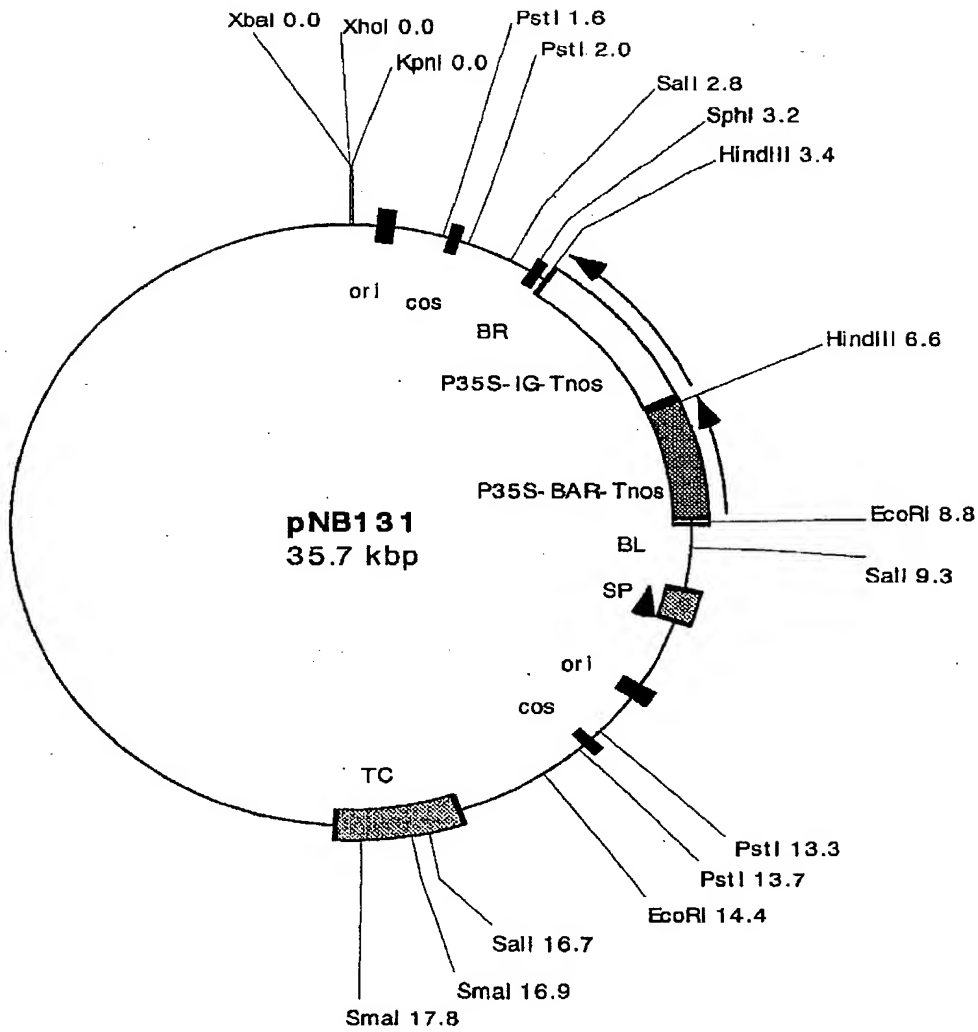 XbaI 0.0
XhoI 0.0
KpnI 0.0
PstI 1.6
PstI 2.0
SalI 2.8
SphI 3.2
HindIII 3.4
ori
cos
BR
HindIII 6.6
P35S-IG-Tnos
P35S-BAR-Tnos
EcoRI 8.8
pNB131
35.7 kbp
BL
SalI 9.3
SP
ori
cos
TC
PstI 13.3
PstI 13.7
EcoRI 14.4
SalI 16.7
SmaI 16.9
SmaI 17.8